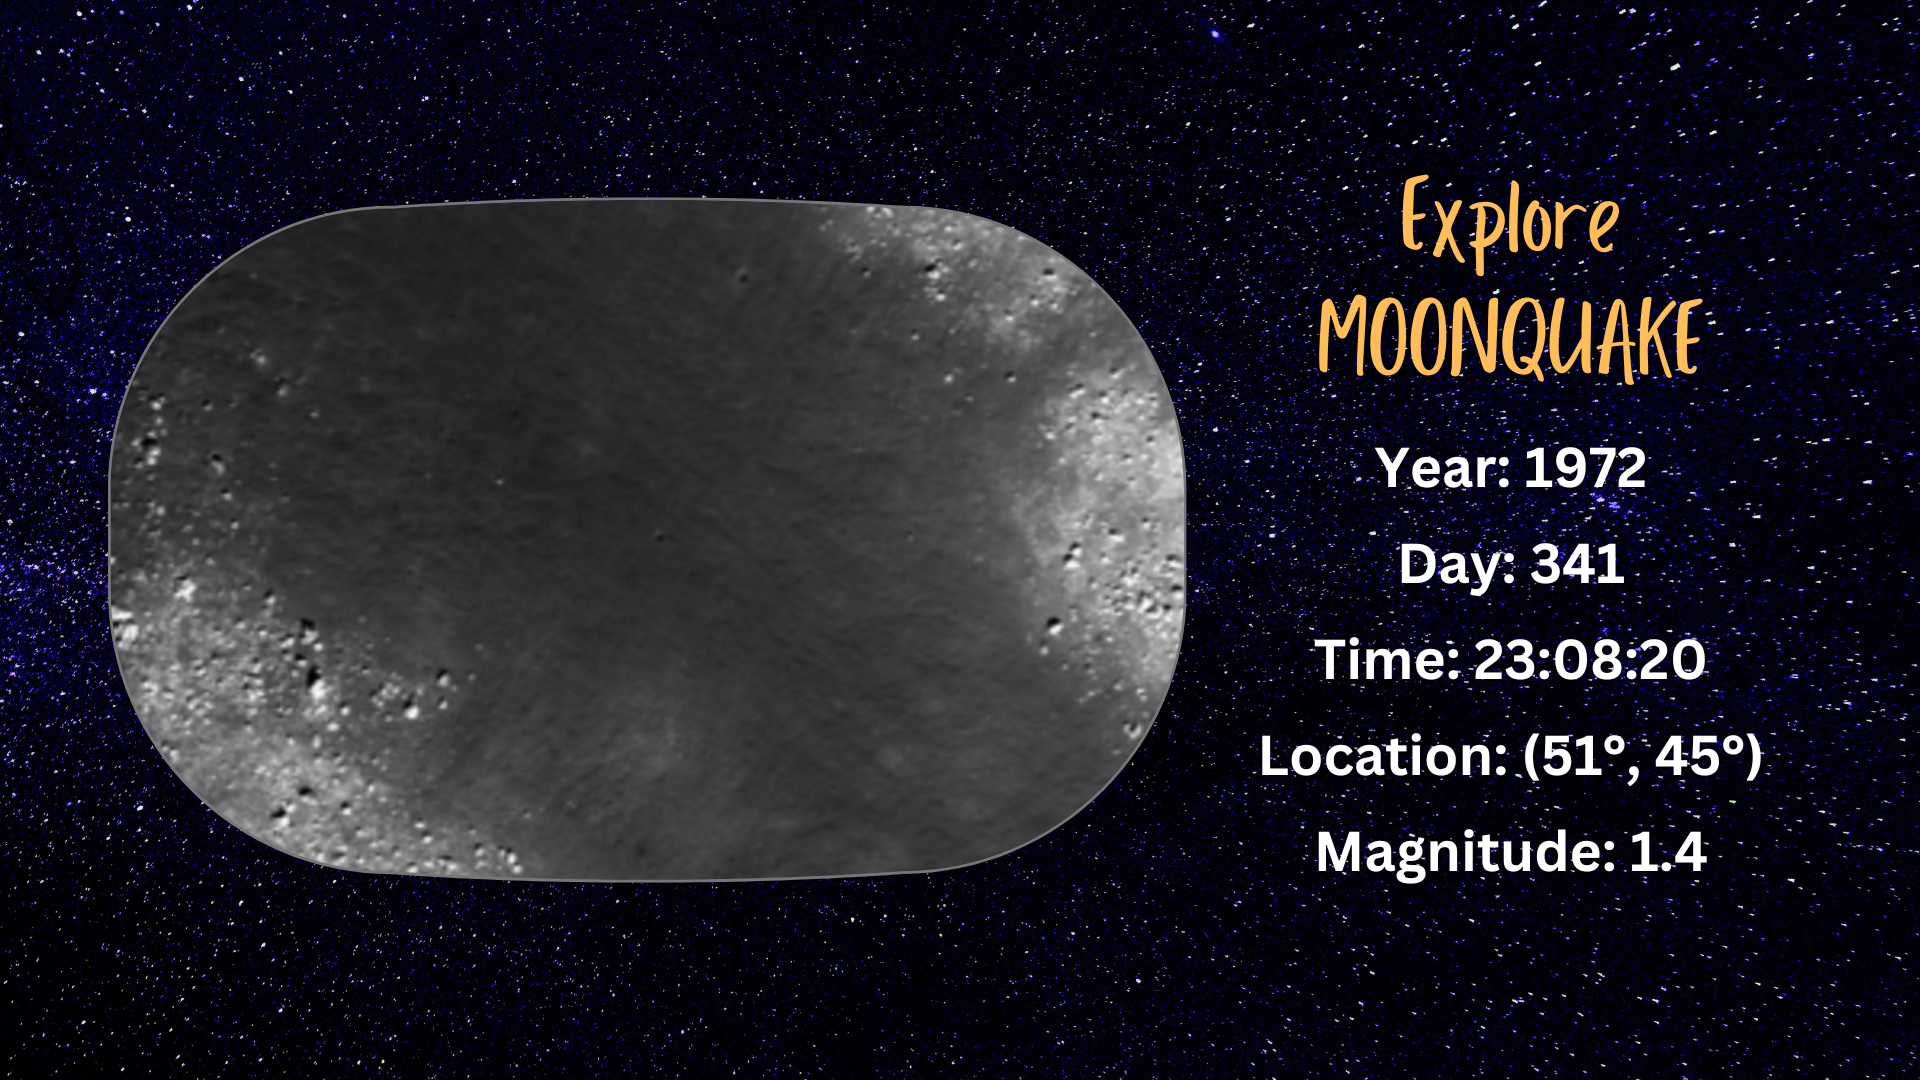 Explore
MOONQUAKE
Year: 1972
Day: 341
Time: 23:08:20
Location: (51°, 45°)
Magnitude: 1.4